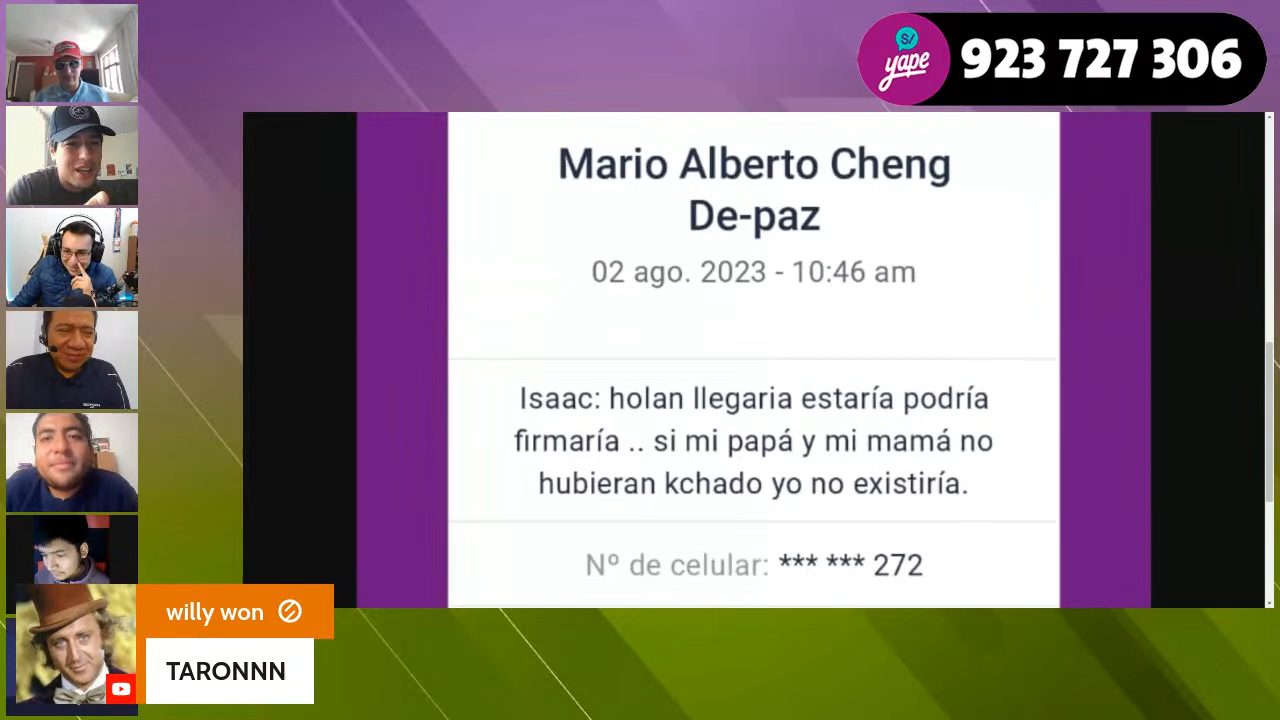 S/
yape
923 727 306
Mario Alberto Cheng
De-paz
02 ago. 2023 - 10:46 am
Isaac: holan llegaria estaría podría
firmaría .. si mi papá y mi mamá no
hubieran kchado yo no existiría.
Nº de celular: *** *** 272
willy won
TARONNN